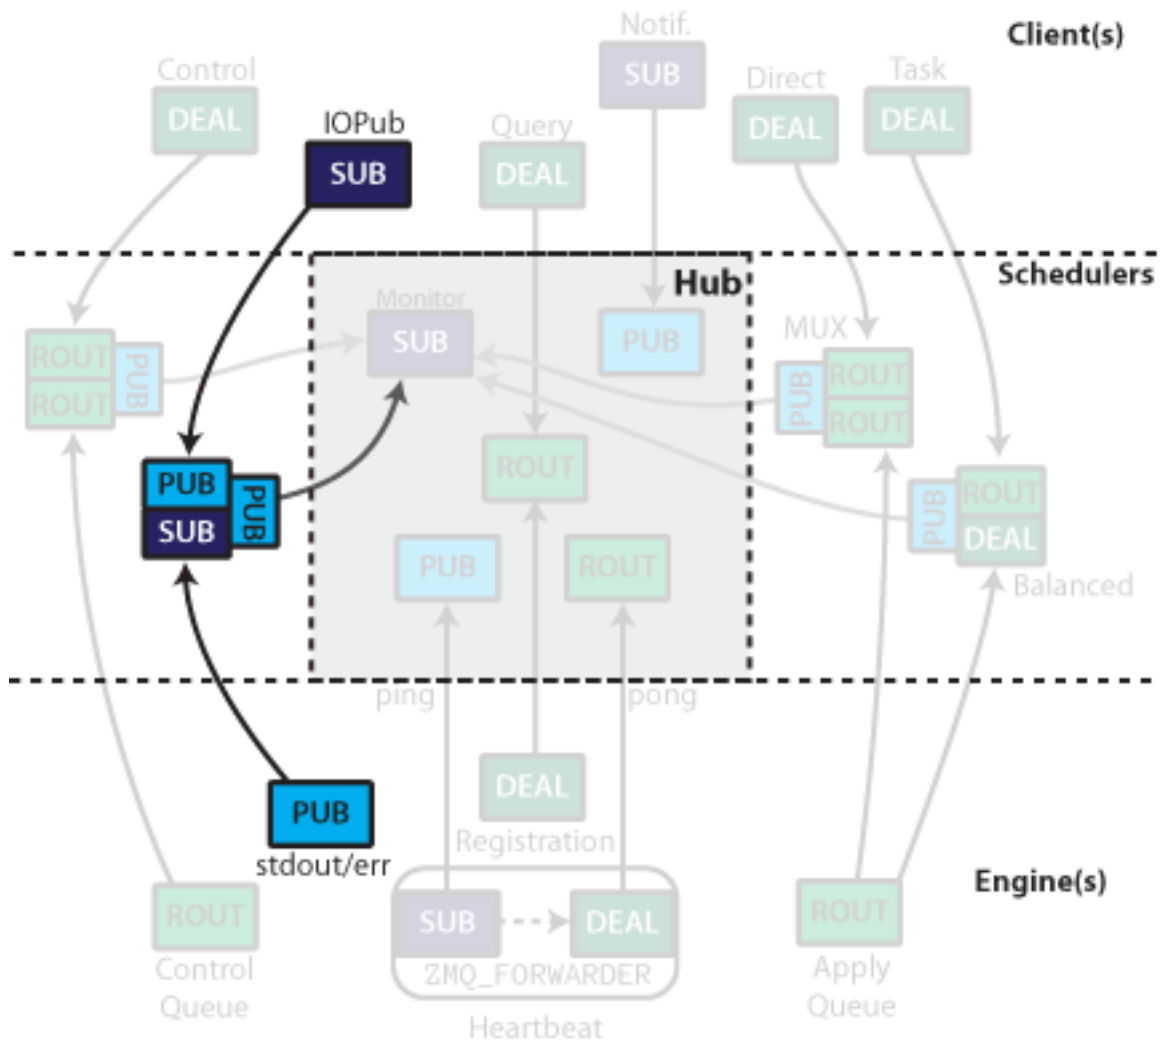 Notif.
Client(s)
Control
SUB
Direct
Task
DEAL
IOPub
Query
DEAL
DEAL
SUB
DEAL
Hub
Schedulers
Monitor
SUB
PUB
MUX
ROUT
PUB
ROUT
PUB
ROUT
ROUT
PUB
SUB
PUB
ROUT
PUB
ROUT
DEAL
PUB
ROUT
Balanced
ping
pong
DEAL
PUB
Registration
stdout/err
Engine(s)
ROUT
SUB
DEAL
ROUT
ZMQ_FORWARDER
Control
Queue
Apply
Queue
Heartbeat